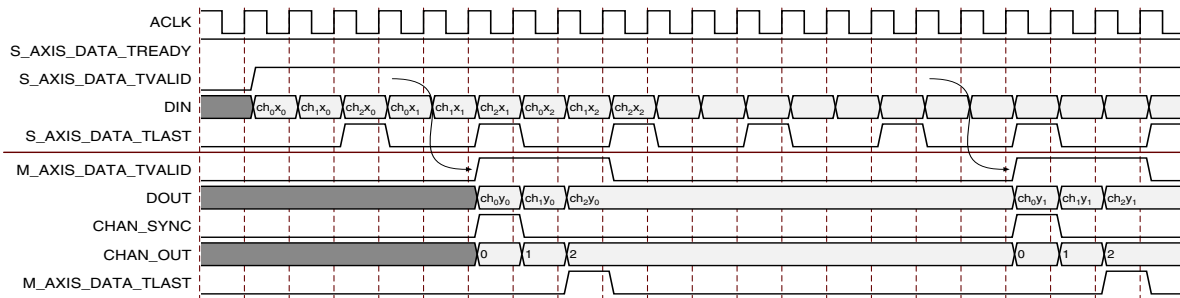 ACLK
S_AXIS_DATA_TREADY
S_AXIS_DATA_TVALID
DIN ch₀x₀ ch₁x₀ ch₂x₀ ch₀x₁ ch₁x₁ ch₂x₁ ch₀x₂ ch₁x₂ ch₂x₂
S_AXIS_DATA_TLAST
M_AXIS_DATA_TVALID
DOUT ch₀y₀ ch₁y₀ ch₂y₀ ch₀y₁ ch₁y₁ ch₂y₁
CHAN_SYNC
CHAN_OUT 0 1 2 0 1 2
M_AXIS_DATA_TLAST